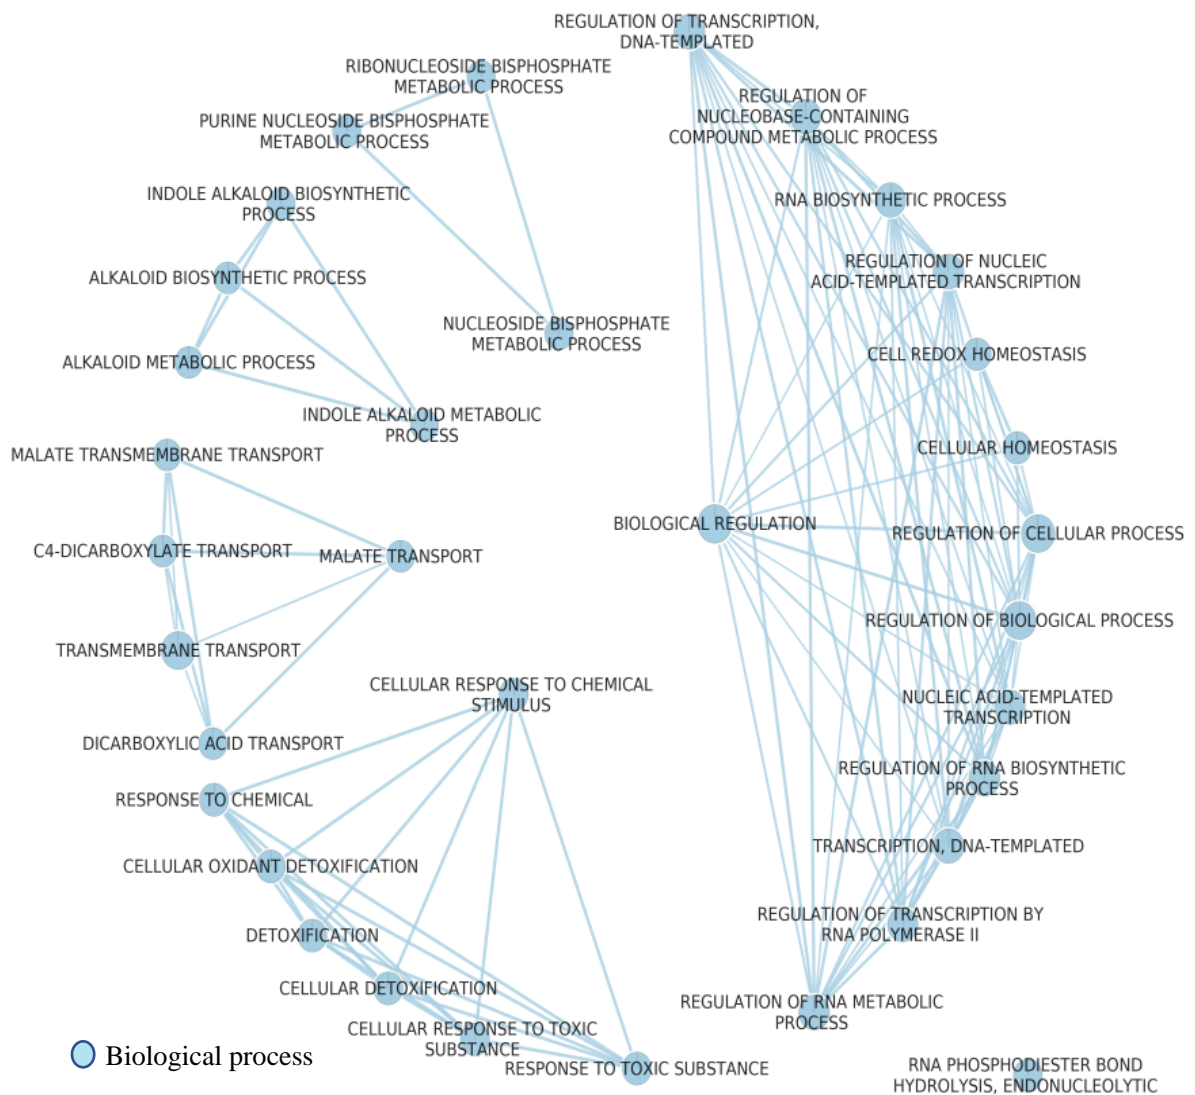 REGULATION OF TRANSCRIPTION,
DNA-TEMPLATED
RIBONUCLEOSIDE BISPHOSPHATE
METABOLIC PROCESS
REGULATION OF
NUCLEOBASE-CONTAINING
COMPOUND METABOLIC PROCESS
PURINE NUCLEOSIDE BISPHOSPHATE
METABOLIC PROCESS
INDOLE ALKALOID BIOSYNTHETIC
PROCESS
RNA BIOSYNTHETIC PROCESS
ALKALOID BIOSYNTHETIC PROCESS
REGULATION OF NUCLEIC
ACID-TEMPLATED TRANSCRIPTION
NUCLEOSIDE BISPHOSPHATE
METABOLIC PROCESS
CELL REDOX HOMEOSTASIS
ALKALOID METABOLIC PROCESS
INDOLE ALKALOID METABOLIC
PROCESS
CELLULAR HOMEOSTASIS
MALATE TRANSMEMBRANE TRANSPORT
BIOLOGICAL REGULATION
REGULATION OF CELLULAR PROCESS
C4-DICARBOXYLATE TRANSPORT
MALATE TRANSPORT
REGULATION OF BIOLOGICAL PROCESS
TRANSMEMBRANE TRANSPORT
CELLULAR RESPONSE TO CHEMICAL
STIMULUS
NUCLEIC ACID-TEMPLATED
TRANSCRIPTION
DICARBOXYLIC ACID TRANSPORT
REGULATION OF RNA BIOSYNTHETIC
PROCESS
RESPONSE TO CHEMICAL
TRANSCRIPTION, DNA-TEMPLATED
CELLULAR OXIDANT DETOXIFICATION
REGULATION OF TRANSCRIPTION BY
RNA POLYMERASE II
DETOXIFICATION
CELLULAR DETOXIFICATION
REGULATION OF RNA METABOLIC
PROCESS
CELLULAR RESPONSE TO TOXIC
SUBSTANCE
RESPONSE TO TOXIC SUBSTANCE
Biological process
RNA PHOSPHODIESTER BOND
HYDROLYSIS, ENDONUCLEOLYTIC